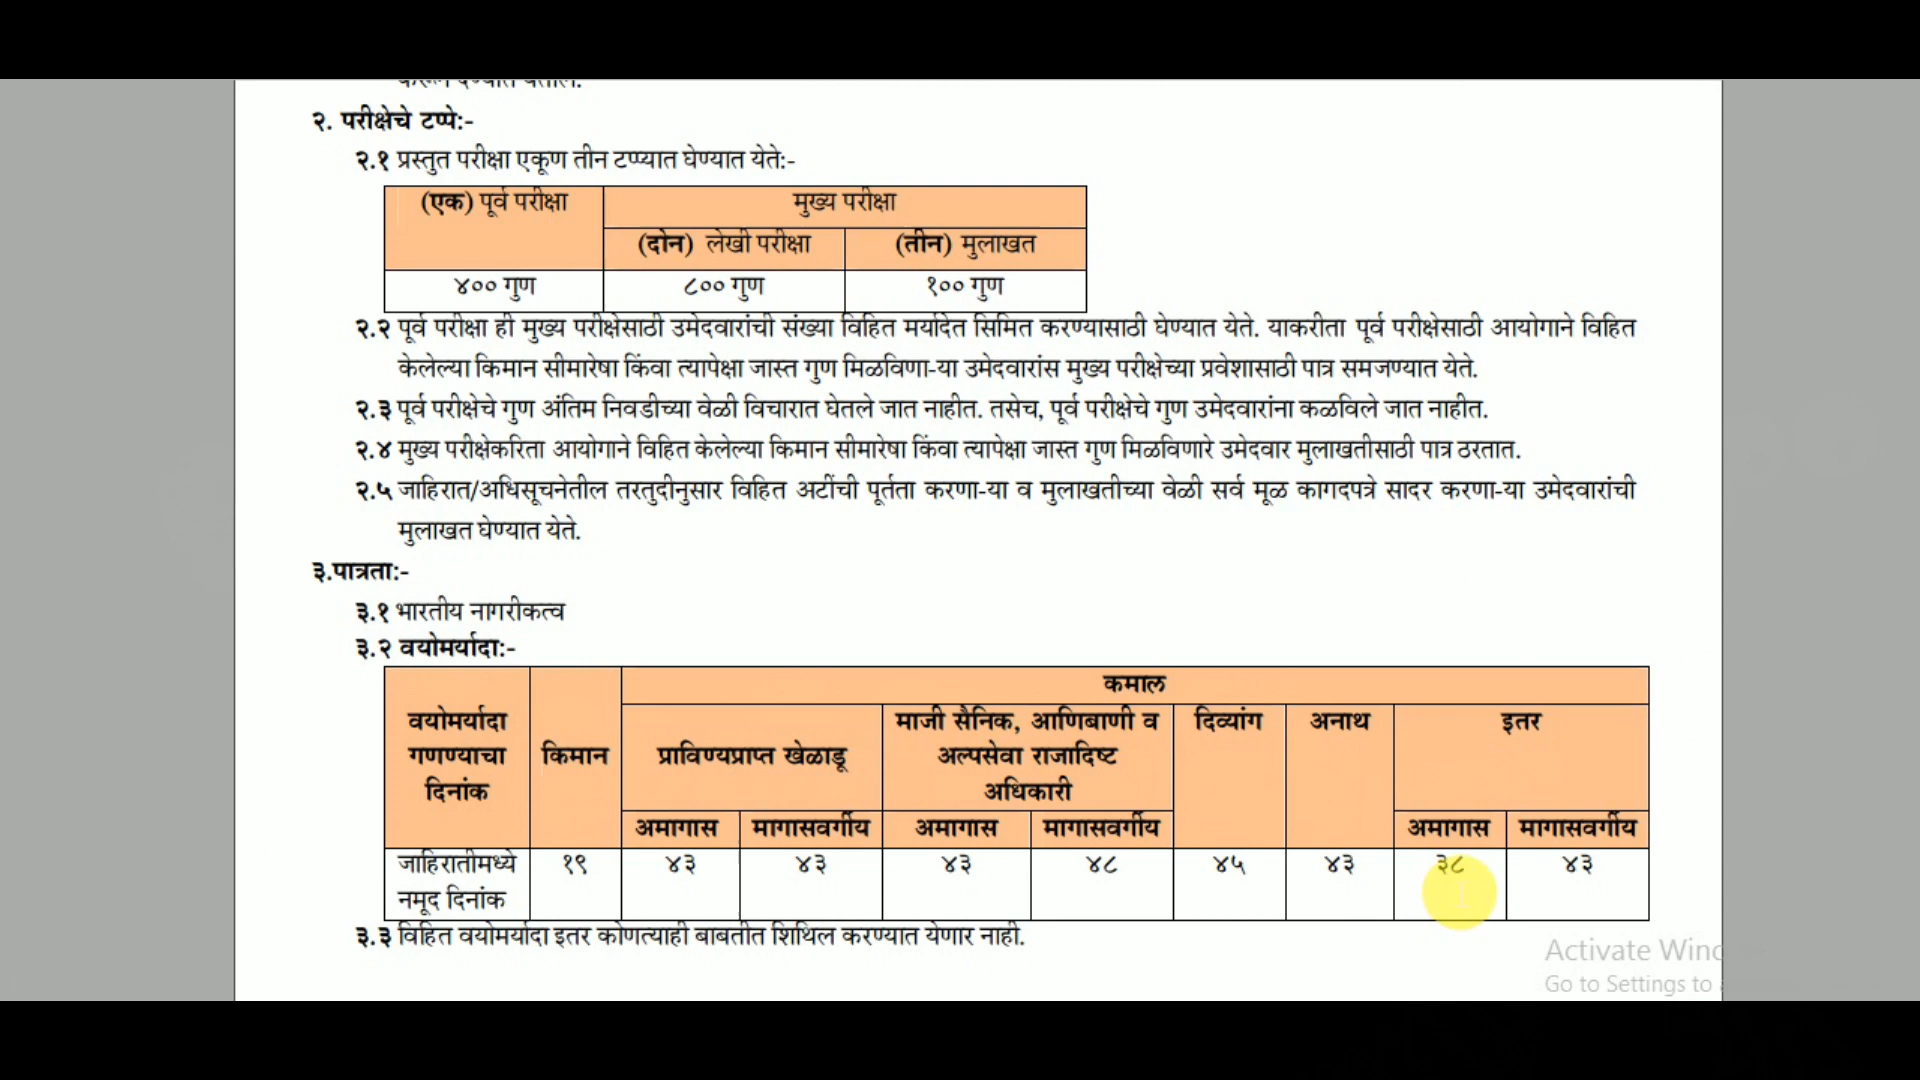 २. परीक्षेचे टप्पे:-
२.१ प्रस्तुत परीक्षा एकूण तीन टप्प्यात घेण्यात येते:-
(एक) पूर्व परीक्षा मुख्य परीक्षा
(दोन) लेखी परीक्षा (तीन) मुलाखत
४०० गुण ८०० गुण १०० गुण
२.२ पूर्व परीक्षा ही मुख्य परीक्षेसाठी उमेदवारांची संख्या विहित मर्यादेत सिमित करण्यासाठी घेण्यात येते. याकरीता पूर्व परीक्षेसाठी आयोगाने विहित
केलेल्या किमान सीमारेषा किंवा त्यापेक्षा जास्त गुण मिळविणा-या उमेदवारांस मुख्य परीक्षेच्या प्रवेशासाठी पात्र समजण्यात येते.
२.३ पूर्व परीक्षेचे गुण अंतिम निवडीच्या वेळी विचारात घेतले जात नाहीत. तसेच, पूर्व परीक्षेचे गुण उमेदवारांना कळविले जात नाहीत.
२.४ मुख्य परीक्षेकरिता आयोगाने विहित केलेल्या किमान सीमारेषा किंवा त्यापेक्षा जास्त गुण मिळविणारे उमेदवार मुलाखतीसाठी पात्र ठरतात.
२.५ जाहिरात/अधिसूचनेतील तरतुदीनुसार विहित अटींची पूर्तता करणा-या व मुलाखतीच्या वेळी सर्व मूळ कागदपत्रे सादर करणा-या उमेदवारांची
मुलाखत घेण्यात येते.
३.पात्रता:-
३.१ भारतीय नागरीकत्व
३.२ वयोमर्यादा:-
कमाल
वयोमर्यादा गणण्याचा दिनांक किमान प्राविण्यप्राप्त खेळाडू माजी सैनिक, आणिबाणी व अल्पसेवा राजादिष्ट अधिकारी दिव्यांग अनाथ इतर
अमागास मागासवर्गीय अमागास मागासवर्गीय अमागास मागासवर्गीय
जाहिरातीमध्ये नमूद दिनांक १९ ४३ ४३ ४३ ४८ ४५ ४३ ३८ ४३
३.३ विहित वयोमर्यादा इतर कोणत्याही बाबतीत शिथिल करण्यात येणार नाही.
Activate
Go to Settings to